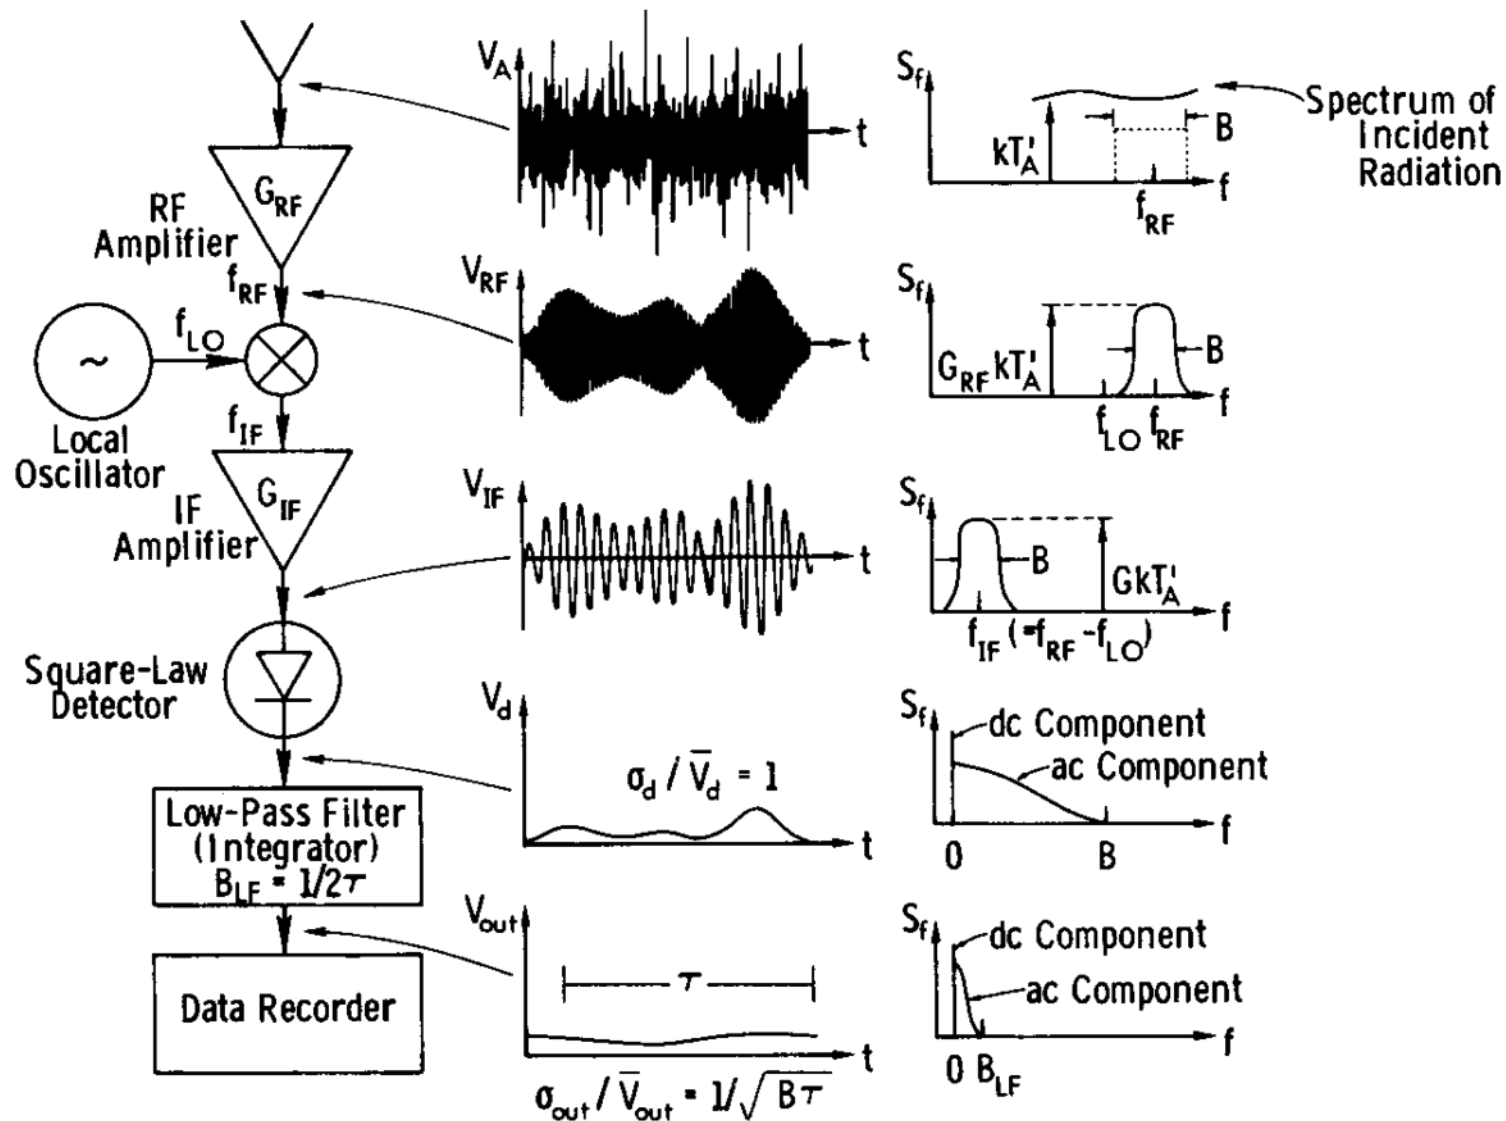 V_A
t
S_f
kT'_A
B
f
f_RF
Spectrum of
Incident
Radiation
G_RF
RF
Amplifier
f_RF
V_RF
t
S_f
G_RF kT'_A
B
f
f_LO f_RF
f_LO
~
Local
Oscillator
f_IF
G_IF
IF
Amplifier
V_IF
t
S_f
B
GkT'_A
f
f_IF (=f_RF - f_LO)
Square-Law
Detector
V_d
σ_d / V̅_d = 1
t
S_f
dc Component
ac Component
f
0
B
Low-Pass Filter
(Integrator)
B_LF = 1/2τ
V_out
τ
t
σ_out / V̅_out = 1/√Bτ
S_f
dc Component
ac Component
f
0 B_LF
Data Recorder